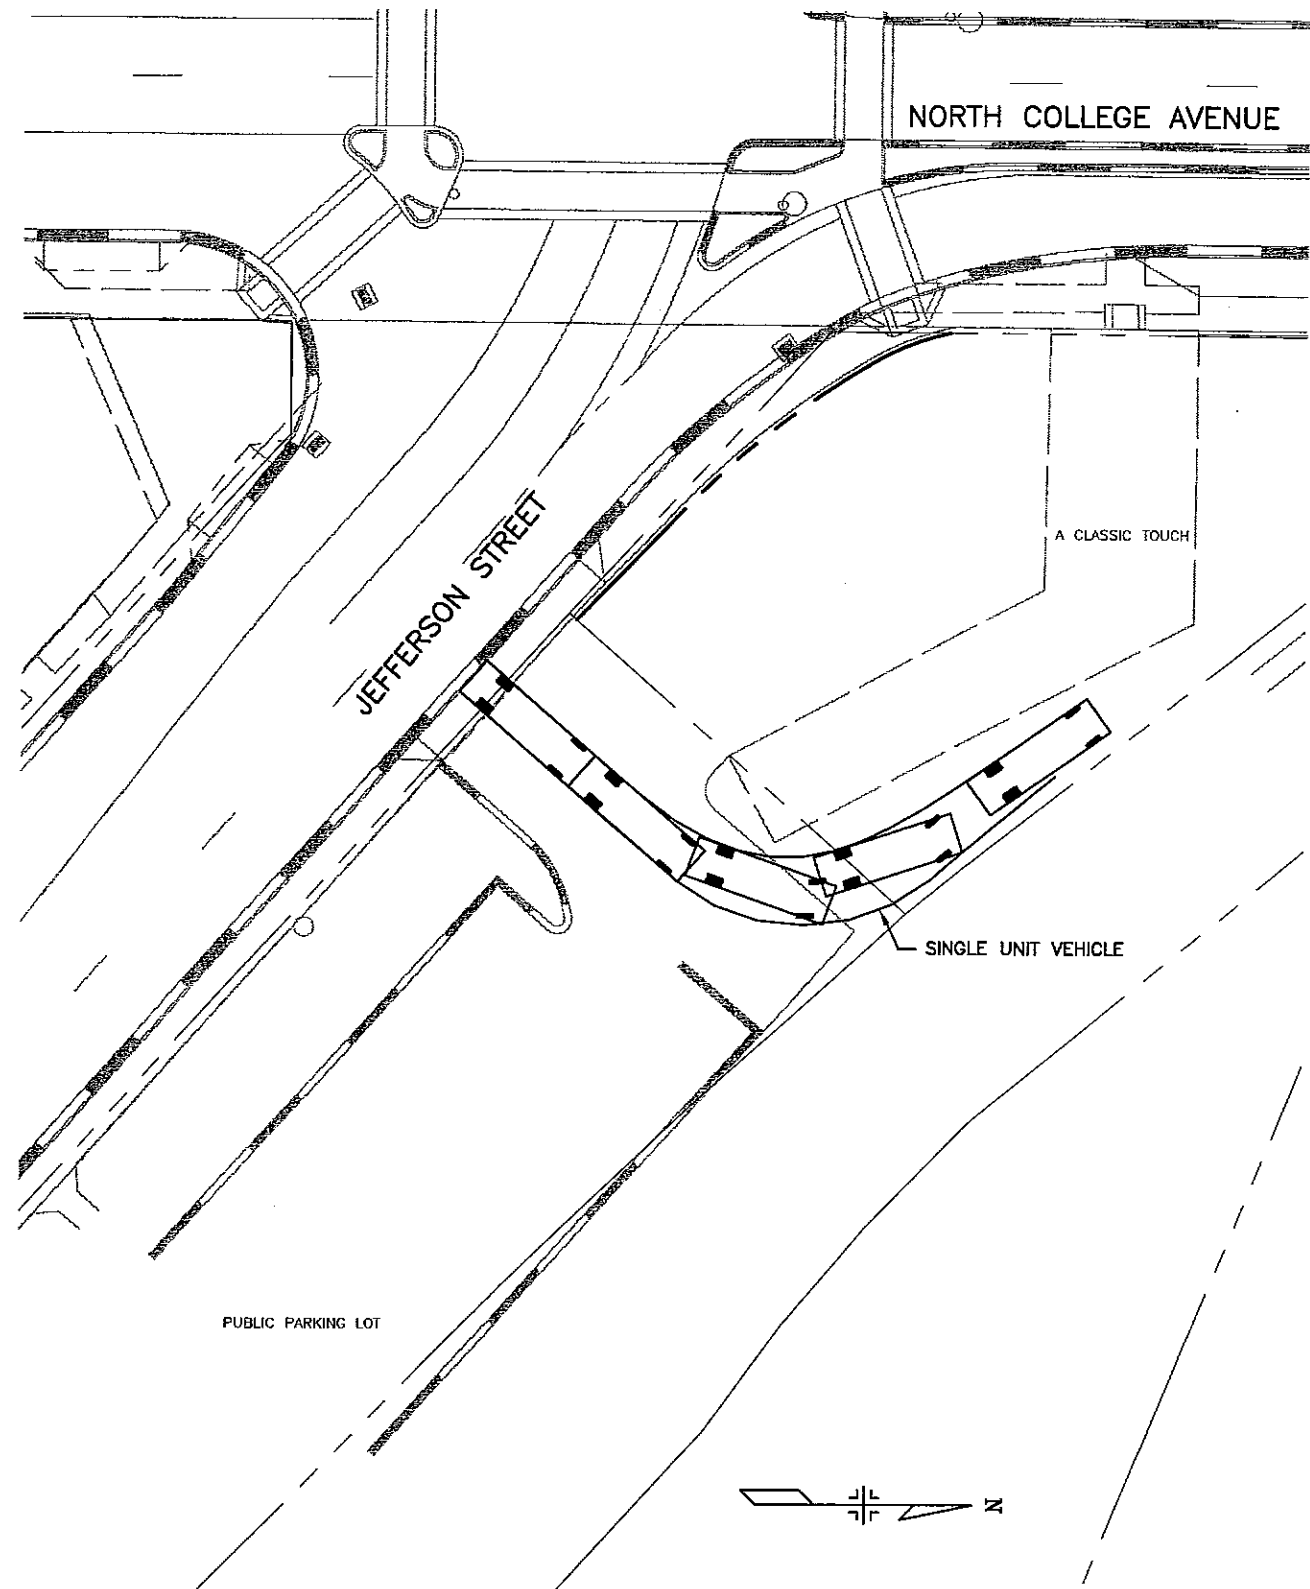 NORTH COLLEGE AVENUE
JEFFERSON STREET
A CLASSIC TOUCH
SINGLE UNIT VEHICLE
PUBLIC PARKING LOT
N